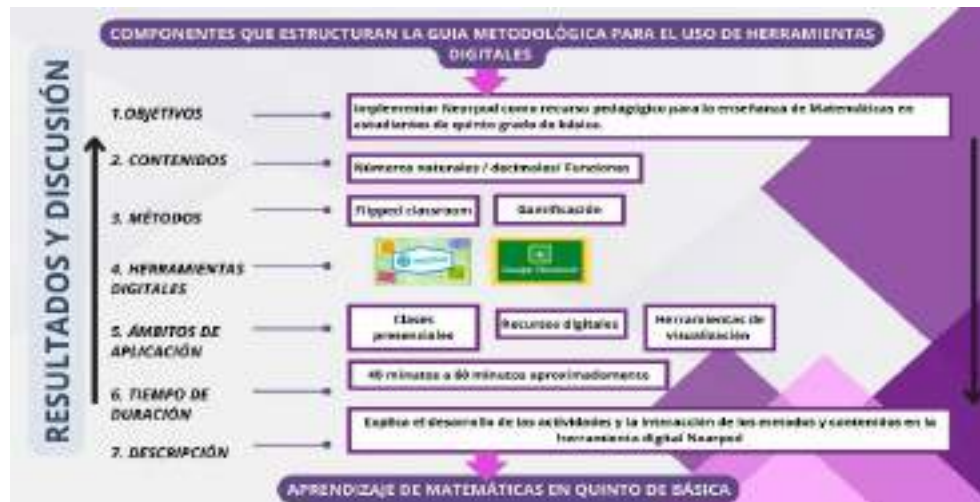 COMPONENTES QUE ESTRUCTURAN LA GUIA METODOLÓGICA PARA EL USO DE HERRAMIENTAS
DIGITALES
RESULTADOS Y DISCUSIÓN
1.OBJETIVOS
Implementar Nearpod como recurso pedagógico para la enseñanza de Matemáticas en
estudiantes de quinto grado de básica.
2. CONTENIDOS
Números naturales / decimales/ Funciones
3. MÉTODOS
Flipped classroom
Gamificación
4. HERRAMIENTAS
DIGITALES
Google Classroom
5. ÁMBITOS DE
APLICACIÓN
Clases
presenciales
Recursos digitales
Herramientas de
visualización
6. TIEMPO DE
DURACIÓN
minutos a 60 minutos aproximadamente
7. DESCRIPCIÓN
Explica el desarrollo de las actividades y la interacción de los metodos y contenidos en la
herramienta digital Nearpod
APRENDIZAJE DE MATEMÁTICAS EN QUINTO DE BÁSICA